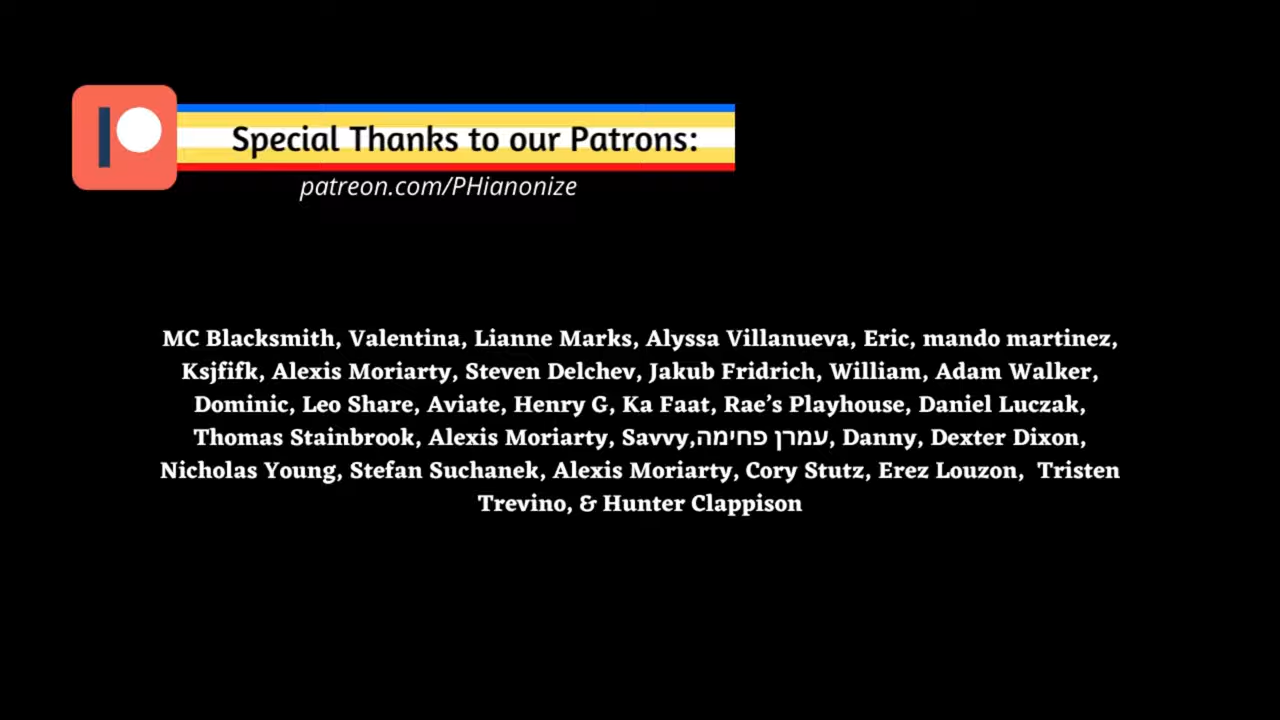 Special Thanks to our Patrons:
patreon.com/PHianonize
MC Blacksmith, Valentina, Lianne Marks, Alyssa Villanueva, Eric, mando martinez,
Ksjfifk, Alexis Moriarty, Steven Delchev, Jakub Fridrich, William, Adam Walker,
Dominic, Leo Share, Aviate, Henry G, Ka Faat, Rae’s Playhouse, Daniel Luczak,
Thomas Stainbrook, Alexis Moriarty, Savvy,עמרן פחימה, Danny, Dexter Dixon,
Nicholas Young, Stefan Suchanek, Alexis Moriarty, Cory Stutz, Erez Louzon,  Tristen
Trevino, & Hunter Clappison